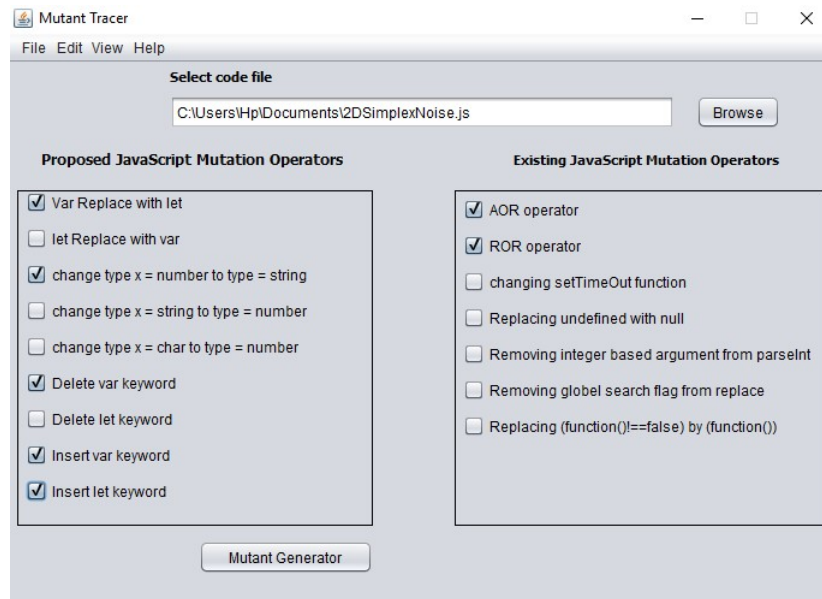 Mutant Tracer
File Edit View Help
Select code file
C:\Users\Hp\Documents\2DSimplexNoise.js
Browse
Proposed JavaScript Mutation Operators
Var Replace with let
let Replace with var
change type x = number to type = string
change type x = string to type = number
change type x = char to type = number
Delete var keyword
Delete let keyword
Insert var keyword
Insert let keyword
Existing JavaScript Mutation Operators
AOR operator
ROR operator
changing setTimeOut function
Replacing undefined with null
Removing integer based argument from parseInt
Removing globel search flag from replace
Replacing (function()!==false) by (function())
Mutant Generator